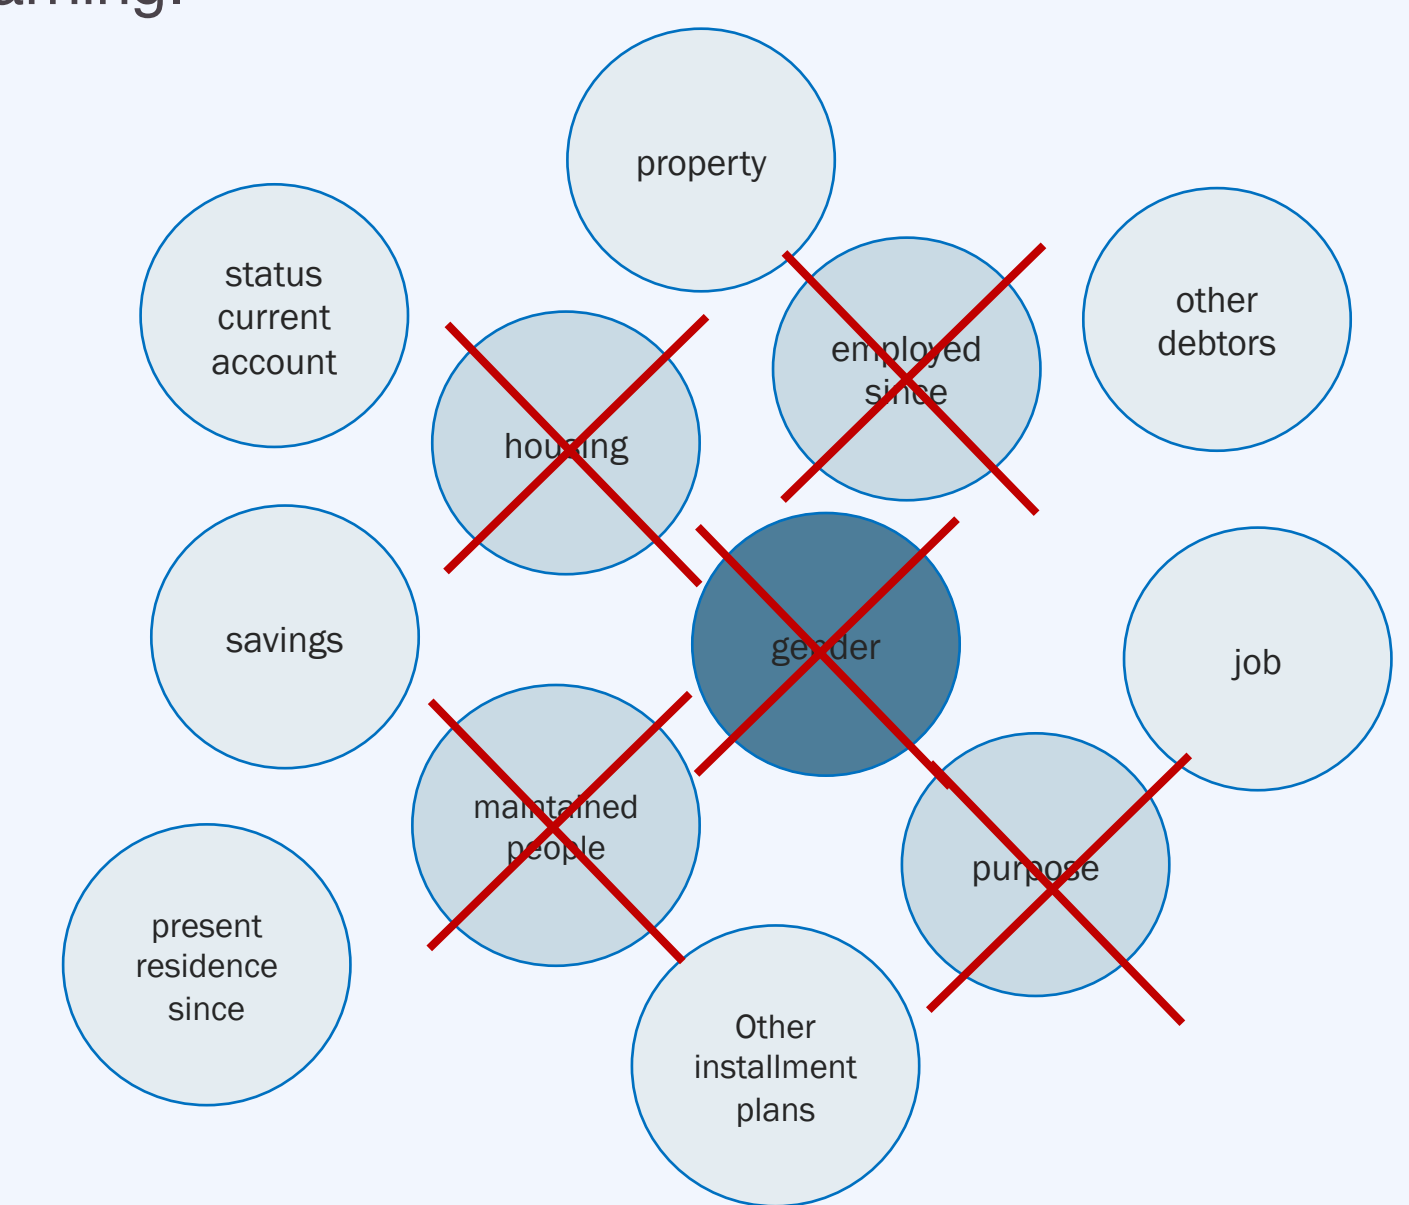 property
status
current
account
other
debtors
employed
since
housing
savings
gender
job
maintained
people
purpose
present
residence
since
Other
installment
plans